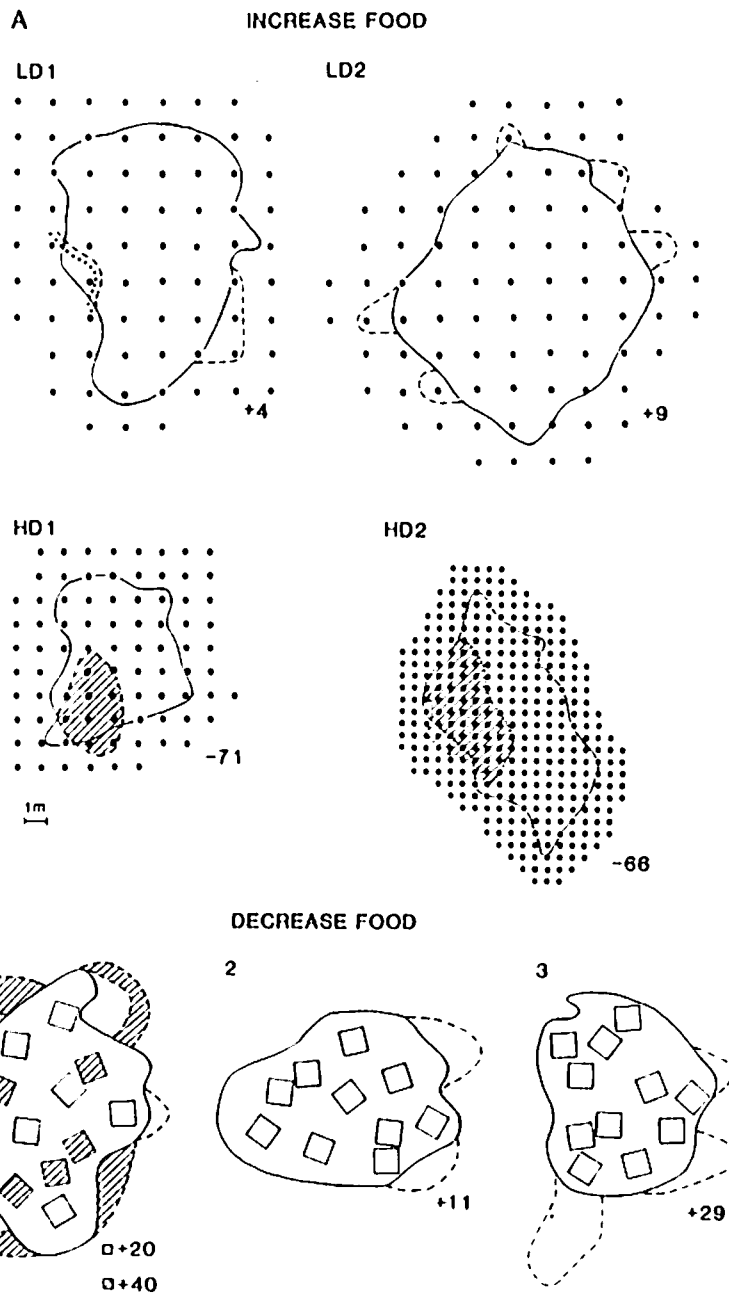 A
INCREASE FOOD
LD1
LD2
+4
+9
HD1
HD2
-71
1m
-66
DECREASE FOOD
2
3
+11
+29
+20
+40